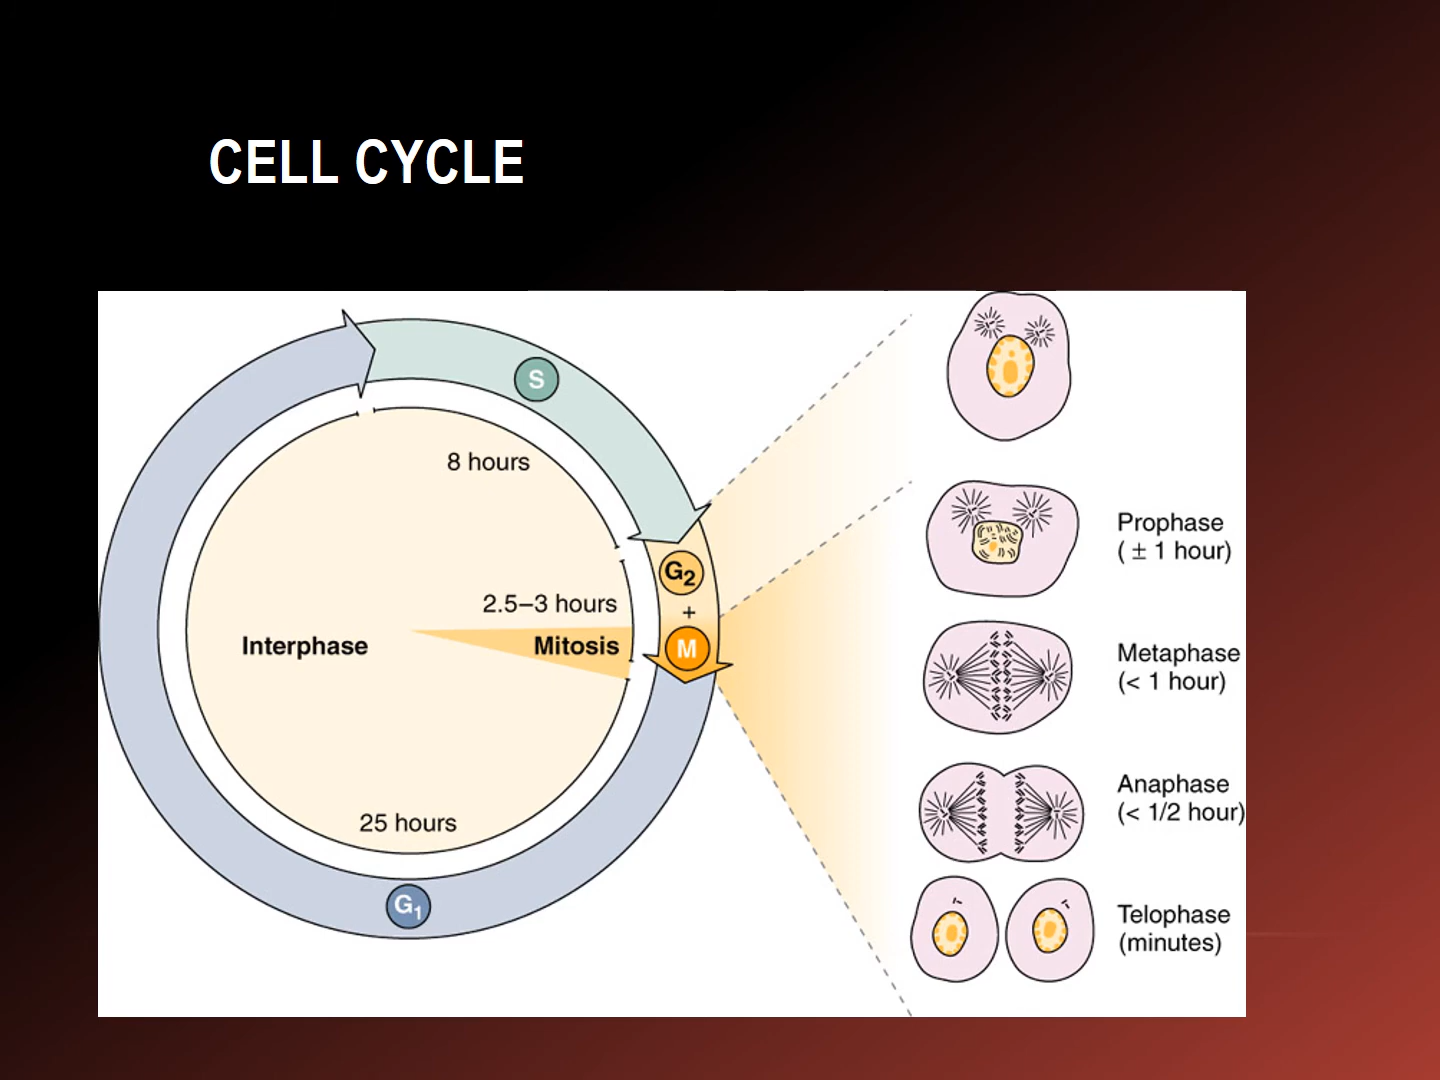 CELL CYCLE
S
8 hours
G₂
+
M
2.5–3 hours
Interphase
Mitosis
25 hours
G₁
Prophase
( ± 1 hour)
Metaphase
(< 1 hour)
Anaphase
(< 1/2 hour)
Telophase
(minutes)